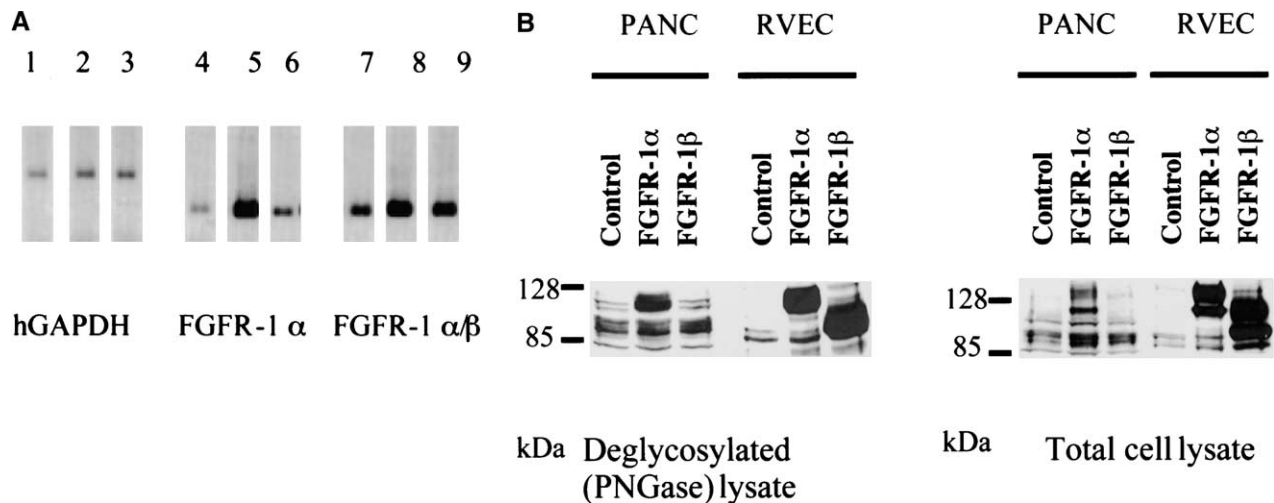 A
1 2 3 4 5 6 7 8 9
hGAPDH FGFR-1 α FGFR-1 α/β
B
PANC RVEC
Control FGFR-1α FGFR-1β Control FGFR-1α FGFR-1β
128
85
kDa Deglycosylated
(PNGase) lysate
PANC RVEC
Control FGFR-1α FGFR-1β Control FGFR-1α FGFR-1β
128
85
kDa Total cell lysate